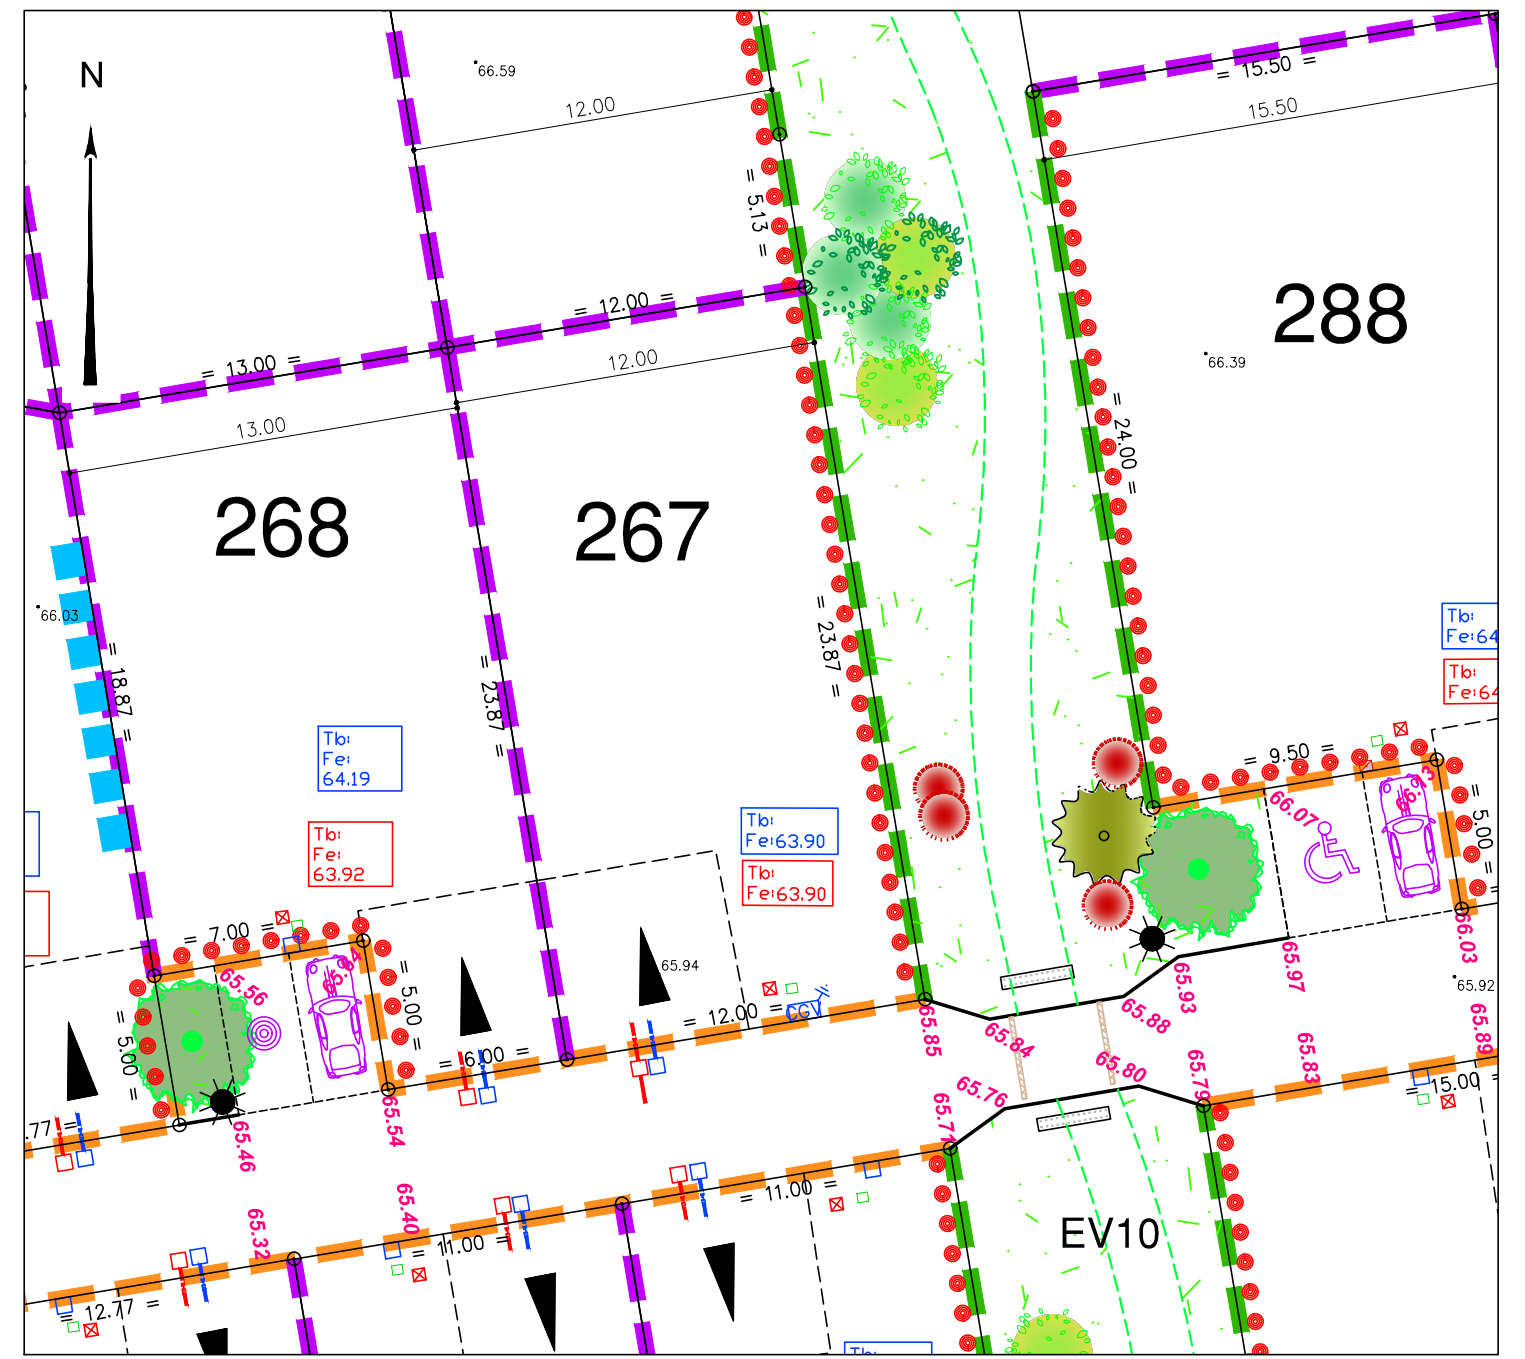 N
66.59
12.00
= 15.50 =
15.50
= 5.13 =
= 12.00 =
12.00
= 13.00 =
13.00
288
66.39
268
267
= 24.00 =
66.03
= 18.87 =
= 23.87 =
= 23.87 =
Tb:
Fe:64
Tb:
Fe:64
Tb:
Fe:
64.19
Tb:
Fe:
63.92
Tb:
Fe:63.90
Tb:
Fe:63.90
= 9.50 =
66.07
66.13
= 5.00 =
66.03
= 7.00 =
65.56
65.64
= 5.00 =
= 5.00 =
65.94
= 12.00 =
CGV
= 6.00 =
65.85
65.84
65.88
65.93
65.97
65.92
65.89
65.83
65.79
65.80
65.76
65.71
= 15.00 =
.77 =
65.46
65.54
65.40
65.32
= 11.00 =
= 11.00 =
= 12.77 =
EV10
Tb: